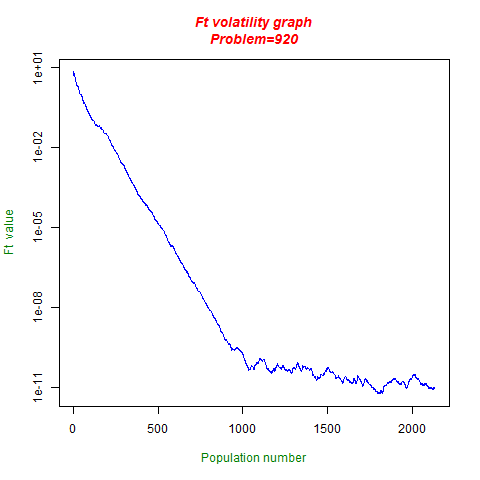 Ft volatility graph
Problem=920
1e+01
1e-02
1e-05
1e-08
1e-11
Ft value
0 500 1000 1500 2000
Population number